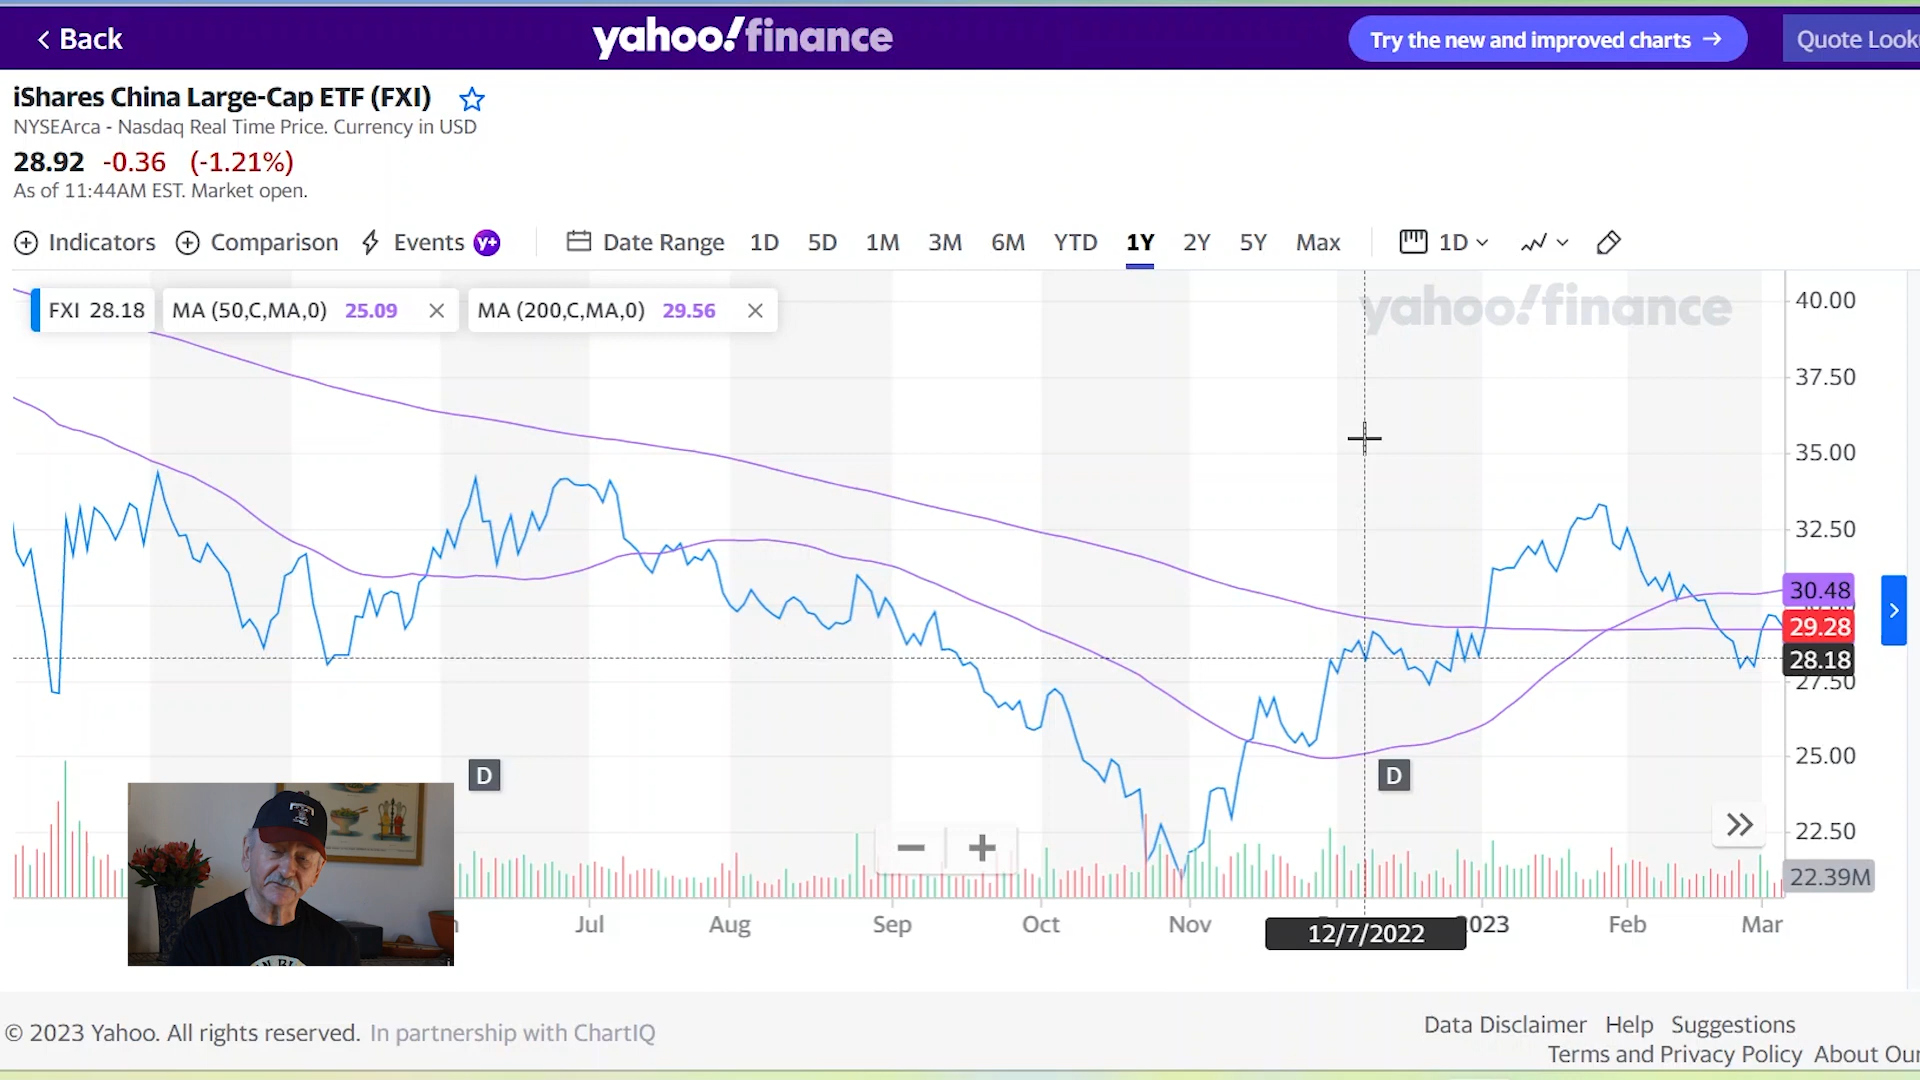 Back
yahoo!finance
Try the new and improved charts
Quote Look
iShares China Large-Cap ETF (FXI)
NYSEArca - Nasdaq Real Time Price. Currency in USD
28.92 -0.36 (-1.21%)
As of 11:44AM EST. Market open.
Indicators Comparison Events y+ Date Range 1D 5D 1M 3M 6M YTD 1Y 2Y 5Y Max 1D
FXI 28.18 MA (50,C,MA,0) 25.09 MA (200,C,MA,0) 29.56
yahoo!finance
40.00
37.50
35.00
32.50
30.48
29.28
28.18
27.50
25.00
D D
22.50
22.39M
Jul Aug Sep Oct Nov 12/7/2022 2023 Feb Mar
© 2023 Yahoo. All rights reserved. In partnership with ChartIQ
Data Disclaimer Help Suggestions
Terms and Privacy Policy About Our